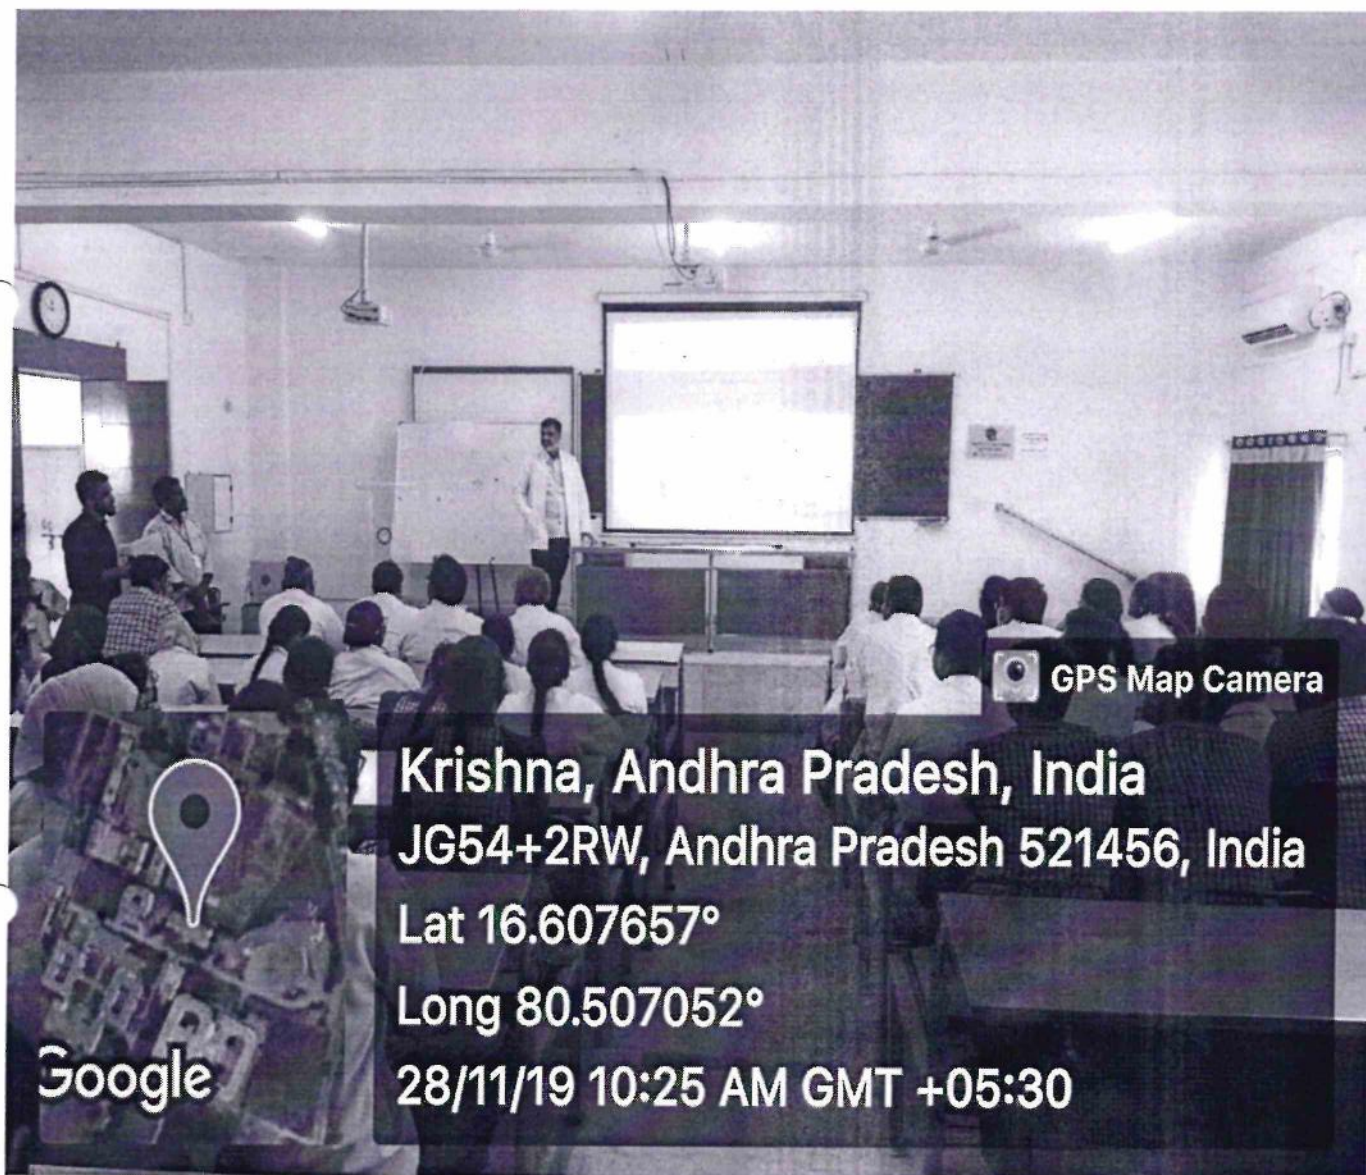 GPS Map Camera
Krishna, Andhra Pradesh, India
JG54+2RW, Andhra Pradesh 521456, India
Lat 16.607657°
Long 80.507052°
28/11/19 10:25 AM GMT +05:30
Google